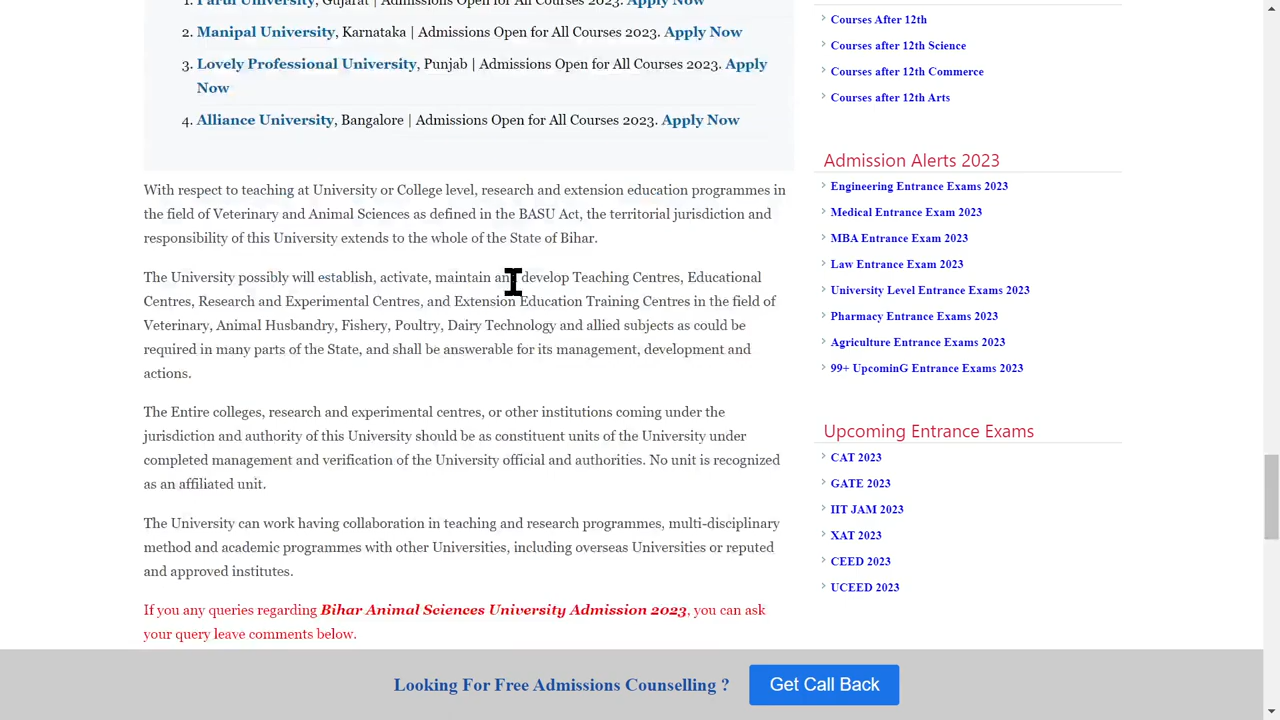 1. Parul University, Gujarat | Admissions Open for All Courses 2023. Apply Now
2. Manipal University, Karnataka | Admissions Open for All Courses 2023. Apply Now
3. Lovely Professional University, Punjab | Admissions Open for All Courses 2023. Apply
Now
4. Alliance University, Bangalore | Admissions Open for All Courses 2023. Apply Now
With respect to teaching at University or College level, research and extension education programmes in
the field of Veterinary and Animal Sciences as defined in the BASU Act, the territorial jurisdiction and
responsibility of this University extends to the whole of the State of Bihar.
The University possibly will establish, activate, maintain and develop Teaching Centres, Educational
Centres, Research and Experimental Centres, and Extension Education Training Centres in the field of
Veterinary, Animal Husbandry, Fishery, Poultry, Dairy Technology and allied subjects as could be
required in many parts of the State, and shall be answerable for its management, development and
actions.
The Entire colleges, research and experimental centres, or other institutions coming under the
jurisdiction and authority of this University should be as constituent units of the University under
completed management and verification of the University official and authorities. No unit is recognized
as an affiliated unit.
The University can work having collaboration in teaching and research programmes, multi-disciplinary
method and academic programmes with other Universities, including overseas Universities or reputed
and approved institutes.
If you any queries regarding Bihar Animal Sciences University Admission 2023, you can ask
your query leave comments below.
Courses After 12th
Courses after 12th Science
Courses after 12th Commerce
Courses after 12th Arts
Admission Alerts 2023
Engineering Entrance Exams 2023
Medical Entrance Exam 2023
MBA Entrance Exam 2023
Law Entrance Exam 2023
University Level Entrance Exams 2023
Pharmacy Entrance Exams 2023
Agriculture Entrance Exams 2023
99+ UpcominG Entrance Exams 2023
Upcoming Entrance Exams
CAT 2023
GATE 2023
IIT JAM 2023
XAT 2023
CEED 2023
UCEED 2023
Looking For Free Admissions Counselling ?
Get Call Back